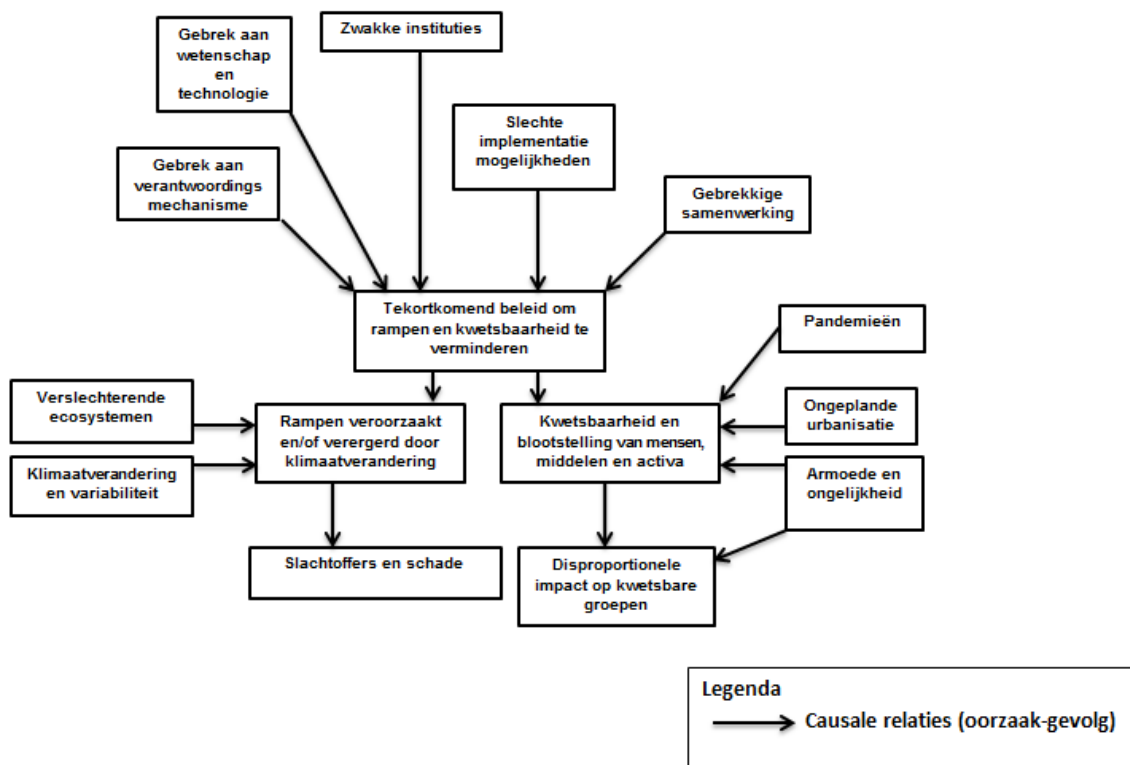 Zwakke instituties
Gebrek aan
wetenschap
en
technologie
Slechte
implementatie
mogelijkheden
Gebrek aan
verantwoordings
mechanisme
Gebrekkige
samenwerking
Tekortkomend beleid om
rampen en kwetsbaarheid te
verminderen
Pandemieën
Verslechterende
ecosystemen
Rampen veroorzaakt
en/of verergerd door
klimaatverandering
Kwetsbaarheid en
blootstelling van mensen,
middelen en activa
Ongeplande
urbanisatie
Klimaatverandering
en variabiliteit
Armoede en
ongelijkheid
Slachtoffers en schade
Disproportionele
impact op kwetsbare
groepen
Legenda
Causale relaties (oorzaak-gevolg)